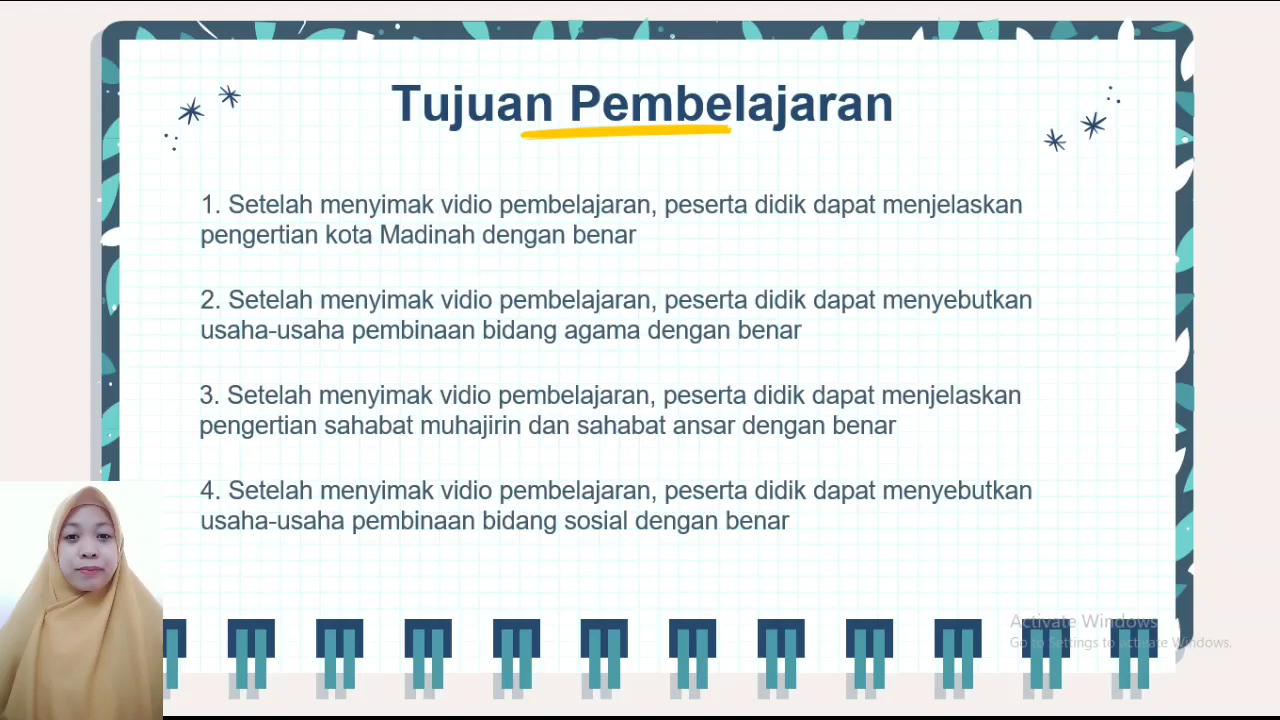 Tujuan Pembelajaran
1. Setelah menyimak vidio pembelajaran, peserta didik dapat menjelaskan
pengertian kota Madinah dengan benar
2. Setelah menyimak vidio pembelajaran, peserta didik dapat menyebutkan
usaha-usaha pembinaan bidang agama dengan benar
3. Setelah menyimak vidio pembelajaran, peserta didik dapat menjelaskan
pengertian sahabat muhajirin dan sahabat ansar dengan benar
4. Setelah menyimak vidio pembelajaran, peserta didik dapat menyebutkan
usaha-usaha pembinaan bidang sosial dengan benar
Activate Windows
Go to Settings to activate Windows.